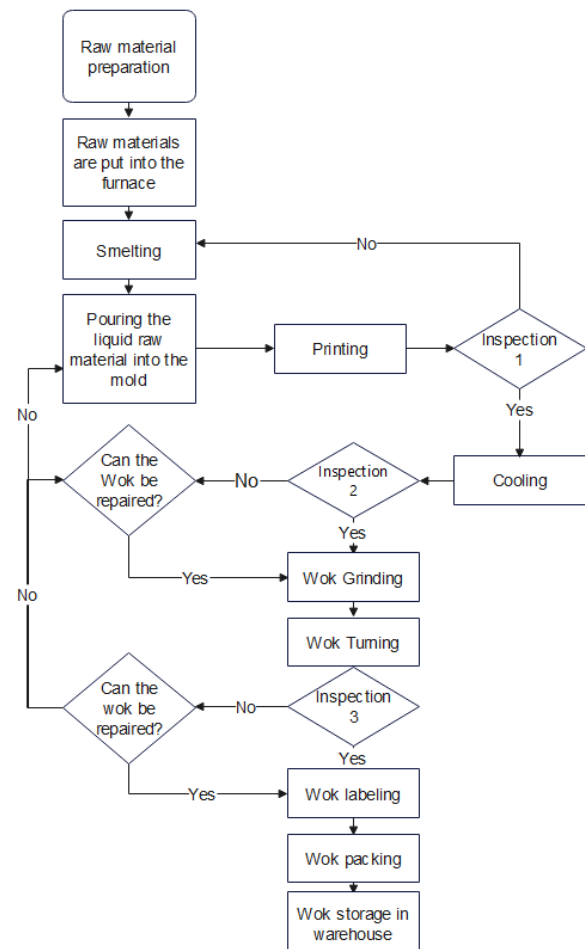 Raw material
preparation
Raw materials
are put into the
furnace
Smelting
No
Pouring the
liquid raw
material into the
mold
Printing
Inspection
1
No
Yes
Can the
Wok be
repaired?
No
Inspection
2
Cooling
Yes
Yes
Wok Grinding
No
Wok Turning
Can the
wok be
repaired?
No
Inspection
3
Yes
Yes
Wok labeling
Wok packing
Wok storage in
warehouse